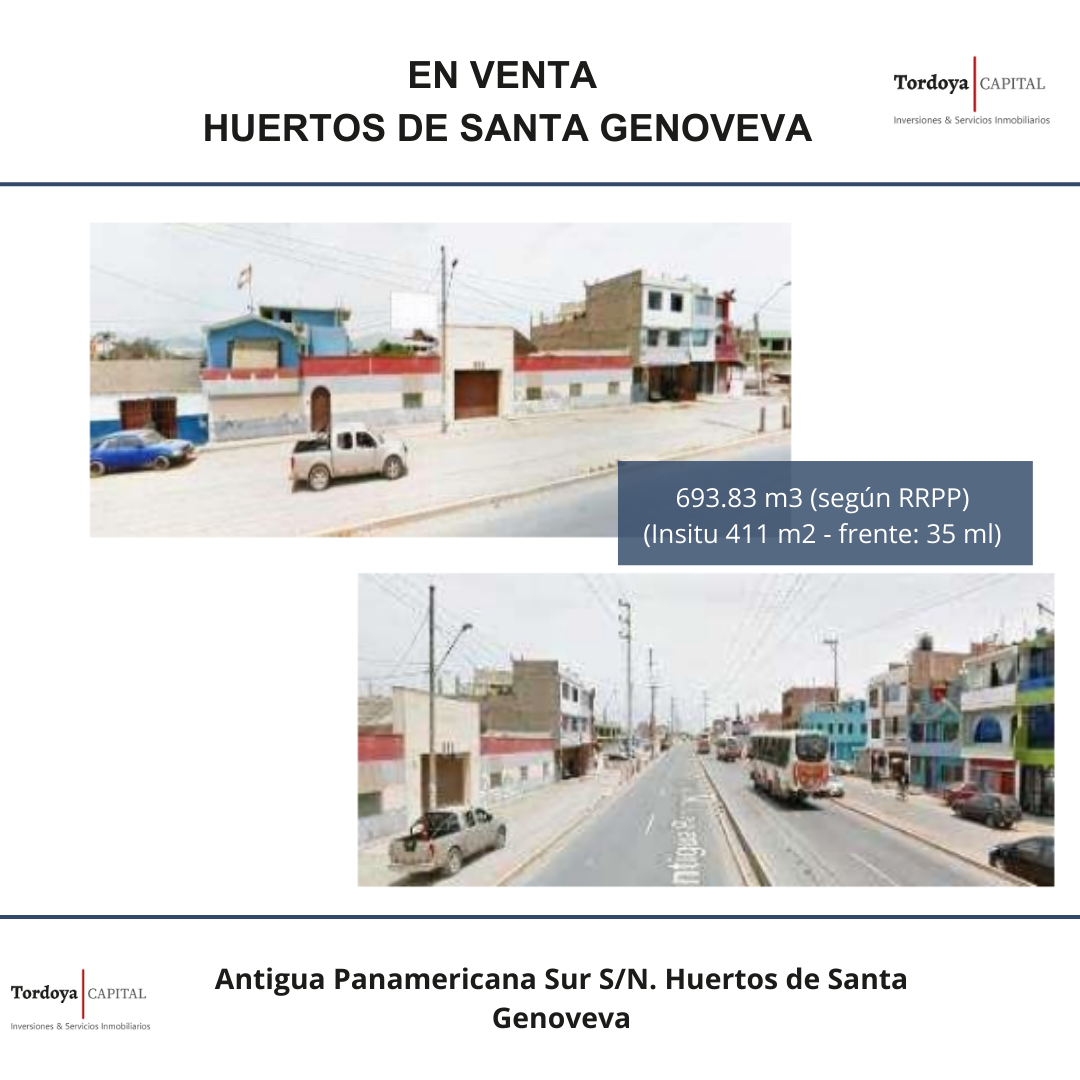 EN VENTA
HUERTOS DE SANTA GENOVEVA
Tordoya CAPITAL
Inversiones & Servicios Inmobiliarios
693.83 m3 (según RRPP)
(Insitu 411 m2 - frente: 35 ml)
Tordoya CAPITAL
Inversiones & Servicios Inmobiliarios
Antigua Panamericana Sur S/N. Huertos de Santa
Genoveva